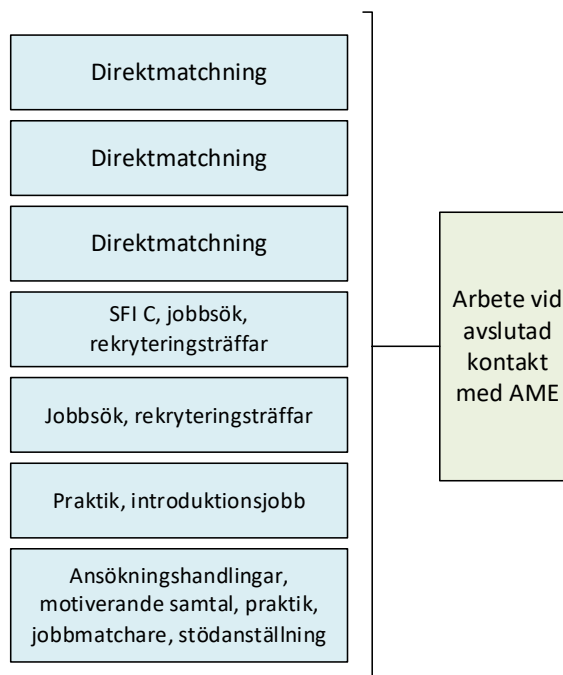 Direktmatchning
Direktmatchning
Direktmatchning
SFI C, jobbsök,
rekryteringsträffar
Jobbsök, rekryteringsträffar
Praktik, introduktionsjobb
Ansökningshandlingar,
motiverande samtal, praktik,
jobbmatchare, stödanställning
Arbete vid
avslutad
kontakt
med AME